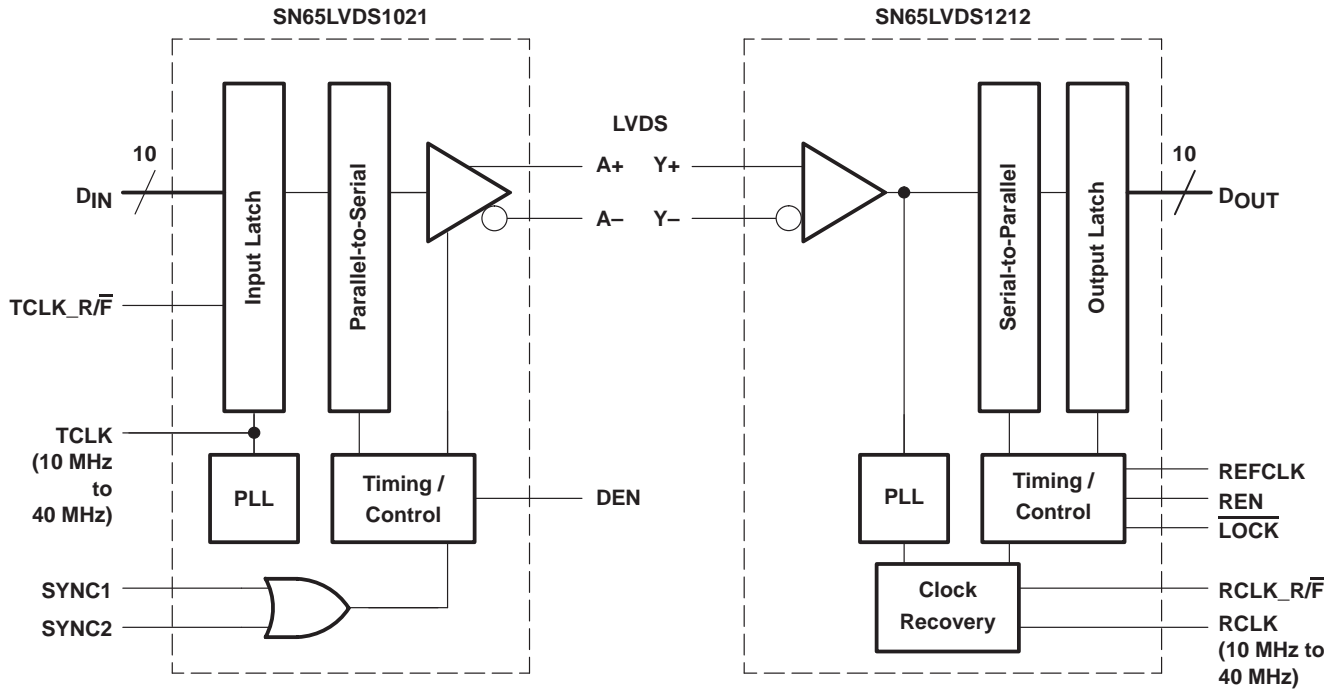 SN65LVDS1021
SN65LVDS1212
10
DIN
TCLK_R/F̅
TCLK
(10 MHz
to
40 MHz)
SYNC1
SYNC2
Input Latch
Parallel-to-Serial
PLL
Timing /
Control
DEN
LVDS
A+
Y+
A–
Y–
Serial-to-Parallel
Output Latch
10
DOUT
PLL
Timing /
Control
Clock
Recovery
REFCLK
REN
L̅O̅C̅K̅
RCLK_R/F̅
RCLK
(10 MHz to
40 MHz)